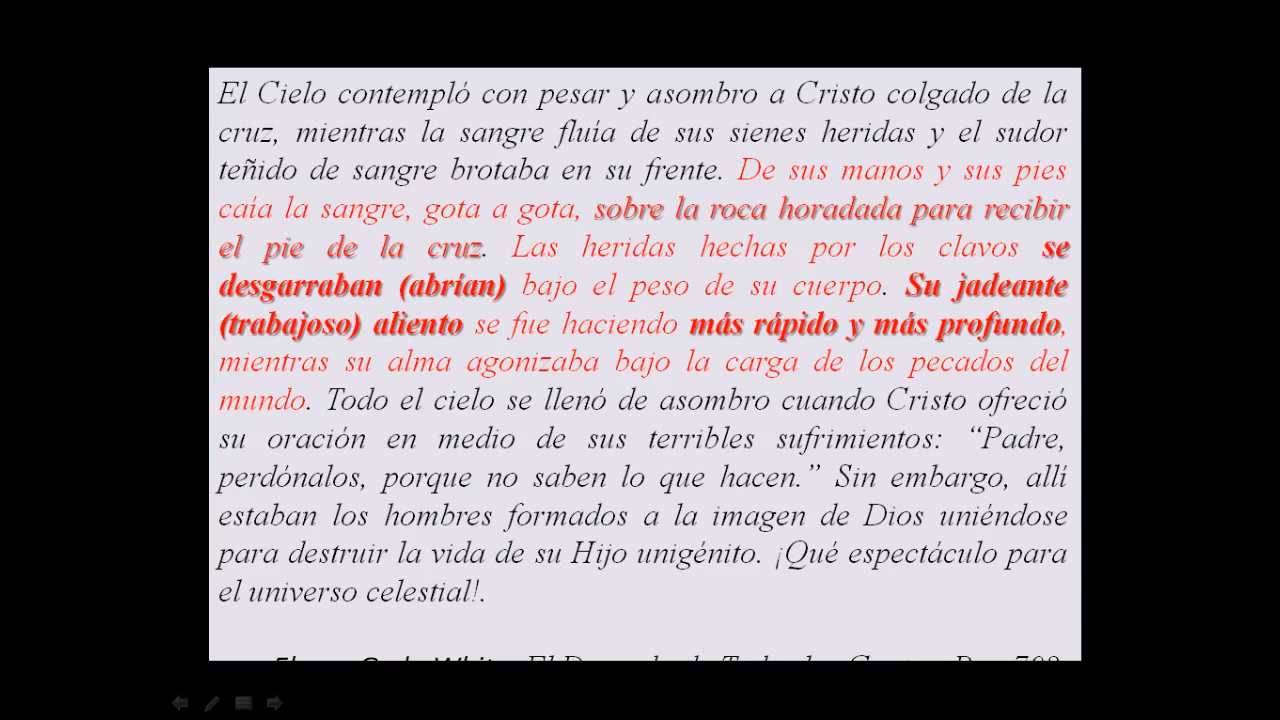 El Cielo contempló con pesar y asombro a Cristo colgado de la
cruz, mientras la sangre fluía de sus sienes heridas y el sudor
teñido de sangre brotaba en su frente. De sus manos y sus pies
caía la sangre, gota a gota, sobre la roca horadada para recibir
el pie de la cruz. Las heridas hechas por los clavos se
desgarraban (abrían) bajo el peso de su cuerpo. Su jadeante
(trabajoso) aliento se fue haciendo más rápido y más profundo,
mientras su alma agonizaba bajo la carga de los pecados del
mundo. Todo el cielo se llenó de asombro cuando Cristo ofreció
su oración en medio de sus terribles sufrimientos: “Padre,
perdónalos, porque no saben lo que hacen.” Sin embargo, allí
estaban los hombres formados a la imagen de Dios uniéndose
para destruir la vida de su Hijo unigénito. ¡Qué espectáculo para
el universo celestial!.